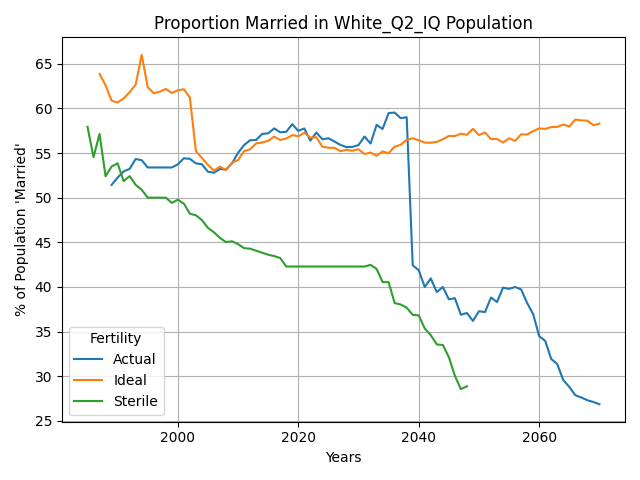 Proportion Married in White_Q2_IQ Population
% of Population 'Married'
65
60
55
50
45
40
35
30
25
Fertility
Actual
Ideal
Sterile
2000 2020 2040 2060
Years